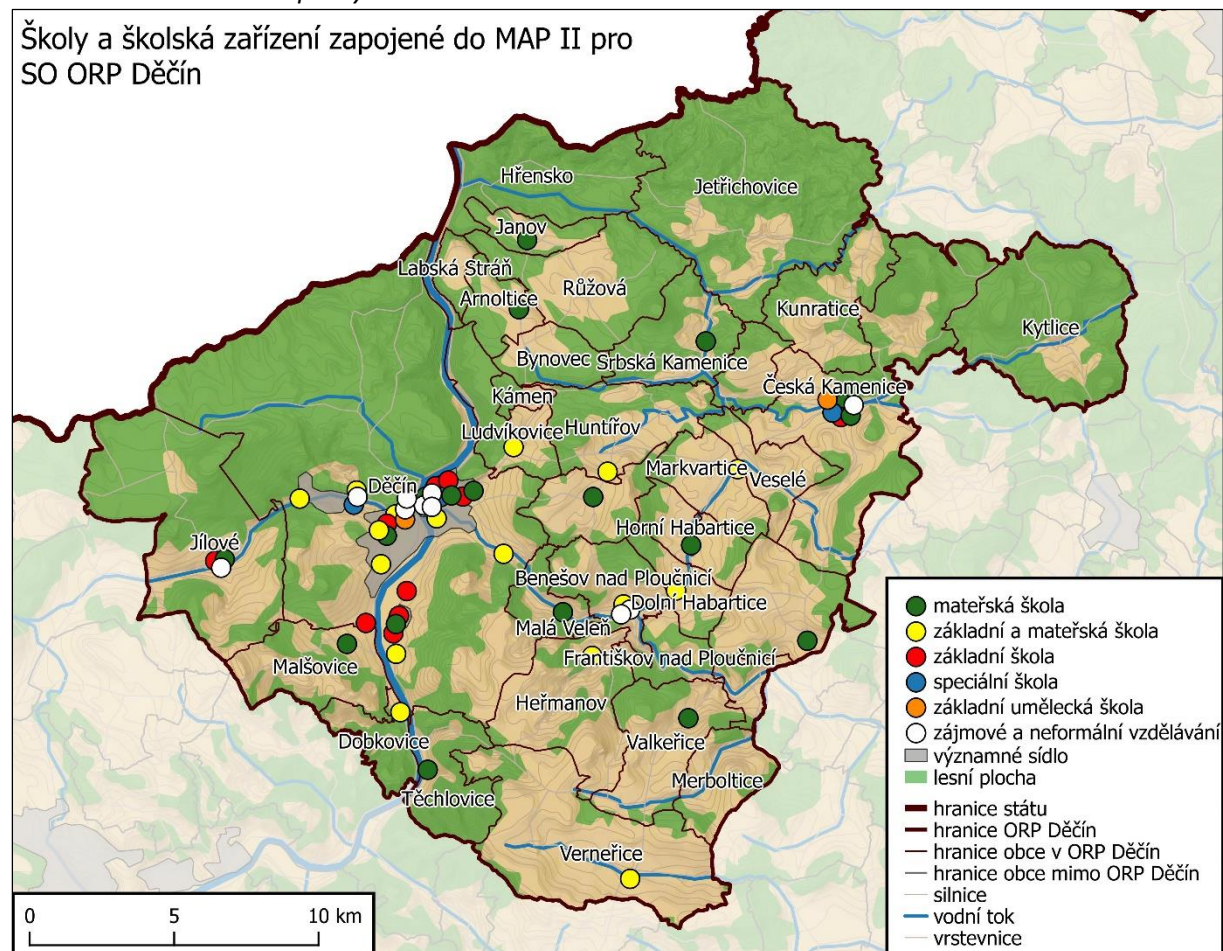 Školy a školská zařízení zapojené do MAP II pro
SO ORP Děčín
Hřensko
Jetřichovice
Janov
Labská Stráň
Růžová
Arnoltice
Kunratice
Kytlice
Bynovec
Srbská Kamenice
Česká Kamenice
Kámen
Ludvíkovice
Huntířov
Markvartice
Veselé
Děčín
Horní Habartice
Jílové
Benešov nad Ploučnicí
Dolní Habartice
Malá Veleň
Františkov nad Ploučnicí
Malšovice
Heřmanov
Dobkovice
Valkeřice
Merboltice
Těchlovice
Verneřice
mateřská škola
základní a mateřská škola
základní škola
speciální škola
základní umělecká škola
zájmové a neformální vzdělávání
významné sídlo
lesní plocha
hranice státu
hranice ORP Děčín
hranice obce v ORP Děčín
hranice obce mimo ORP Děčín
silnice
vodní tok
vrstevnice
0 5 10 km